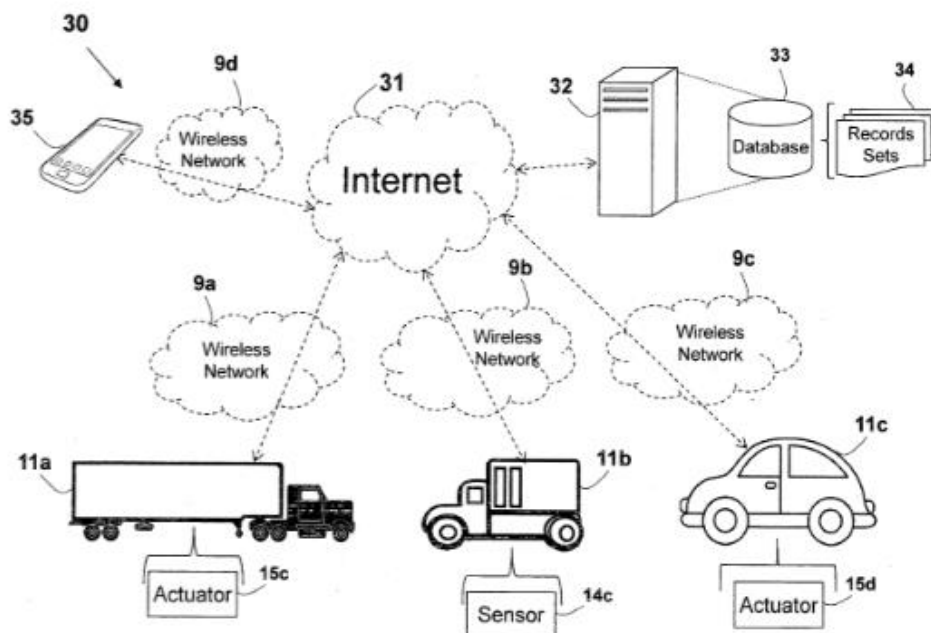 30
9d
31
33
34
35
32
Wireless
Network
Internet
Database
Records
Sets
9a
9b
9c
Wireless
Network
Wireless
Network
Wireless
Network
11a
11b
11c
Actuator
15c
Sensor
14c
Actuator
15d